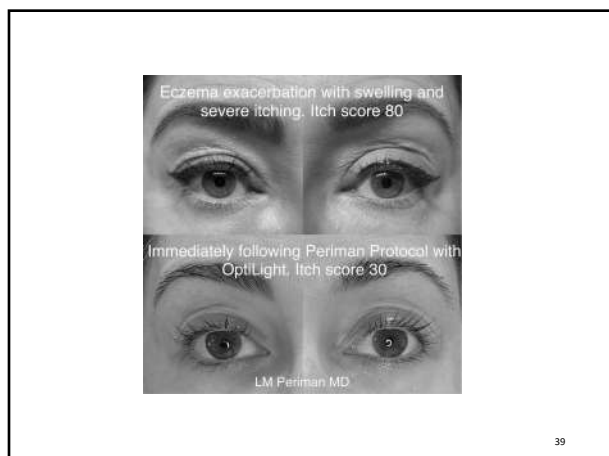 Eczema exacerbation with swelling and
severe itching. Itch score 80
Immediately following Periman Protocol with
OptiLight. Itch score 30
LM Periman MD
39